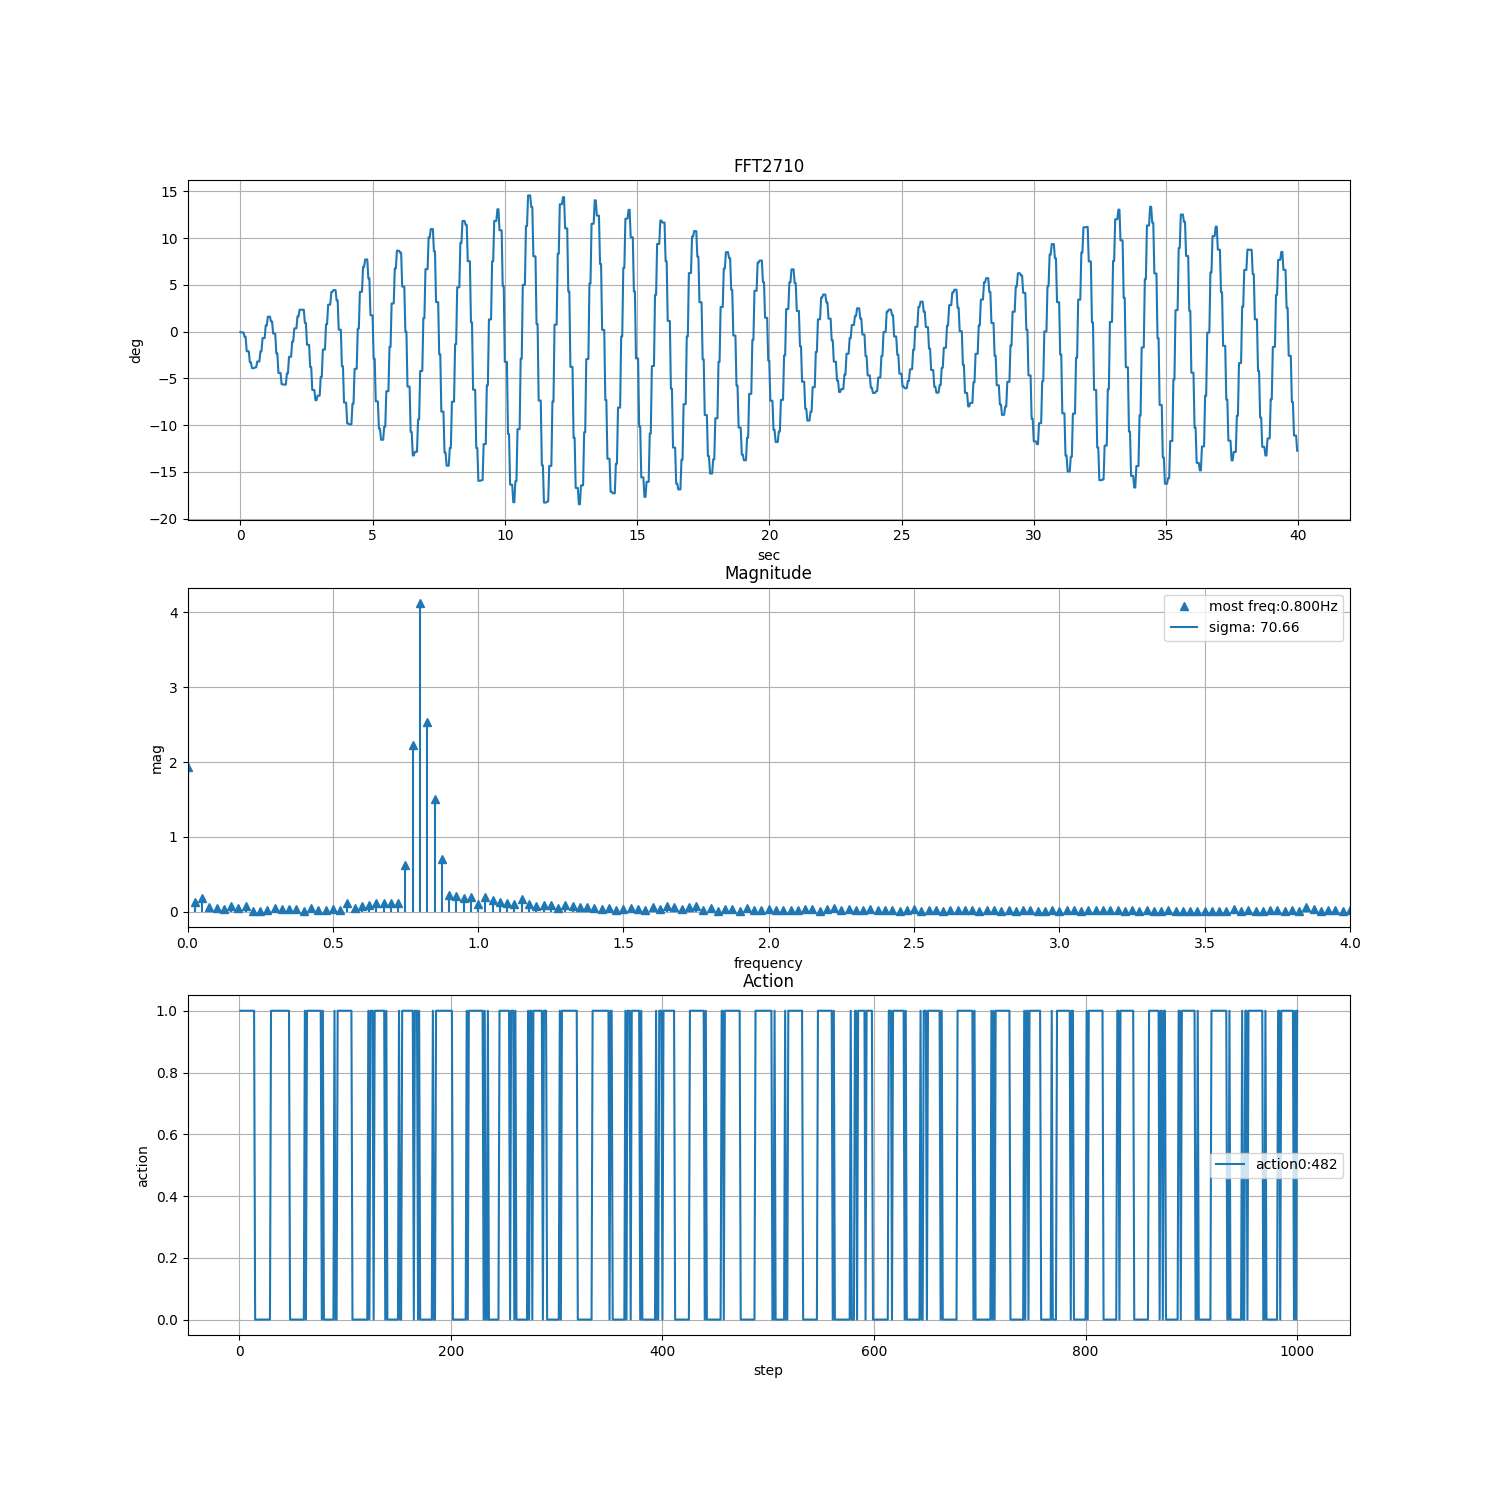 FFT2710
15
10
5
0
−5
−10
−15
−20
deg
0 5 10 15 20 25 30 35 40
sec
Magnitude
4
3
2
1
0
mag
most freq:0.800Hz
sigma: 70.66
0.0 0.5 1.0 1.5 2.0 2.5 3.0 3.5 4.0
frequency
Action
1.0
0.8
0.6
0.4
0.2
0.0
action
action0:482
0 200 400 600 800 1000
step